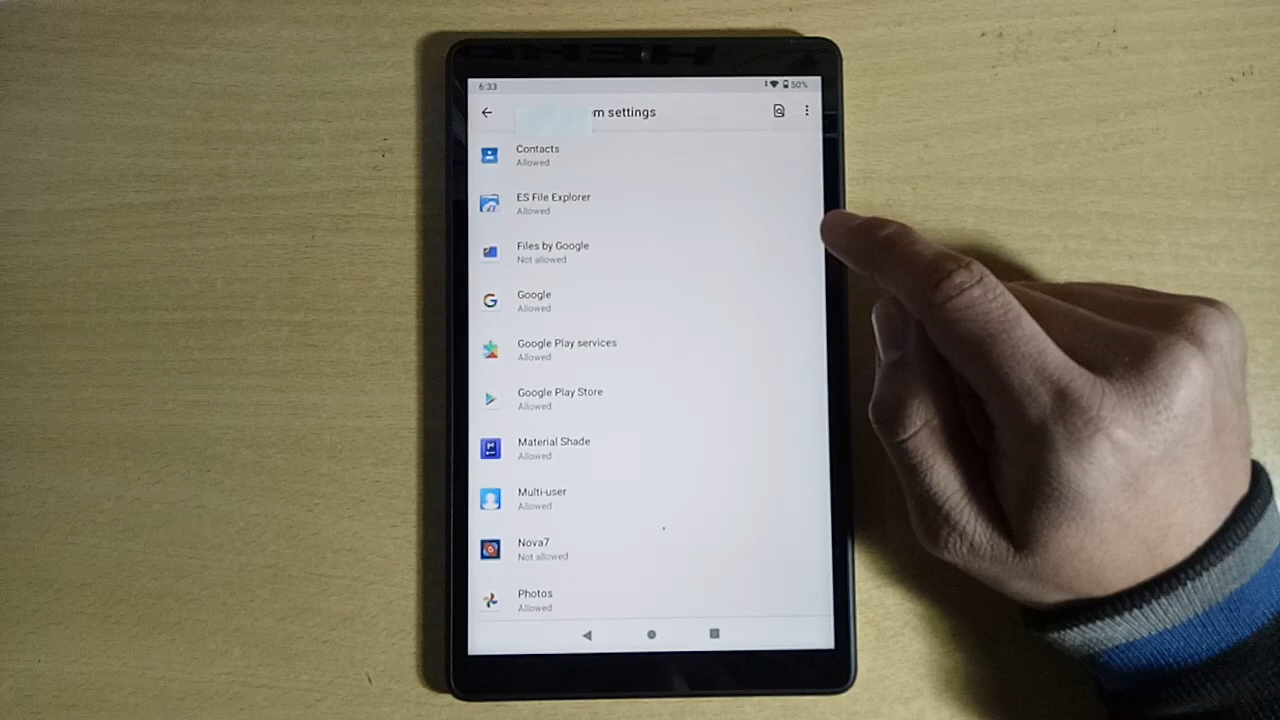 6:33
50%
m settings
Contacts
Allowed
ES File Explorer
Allowed
Files by Google
Not allowed
Google
Allowed
Google Play services
Allowed
Google Play Store
Allowed
Material Shade
Allowed
Multi-user
Allowed
Nova7
Not allowed
Photos
Allowed